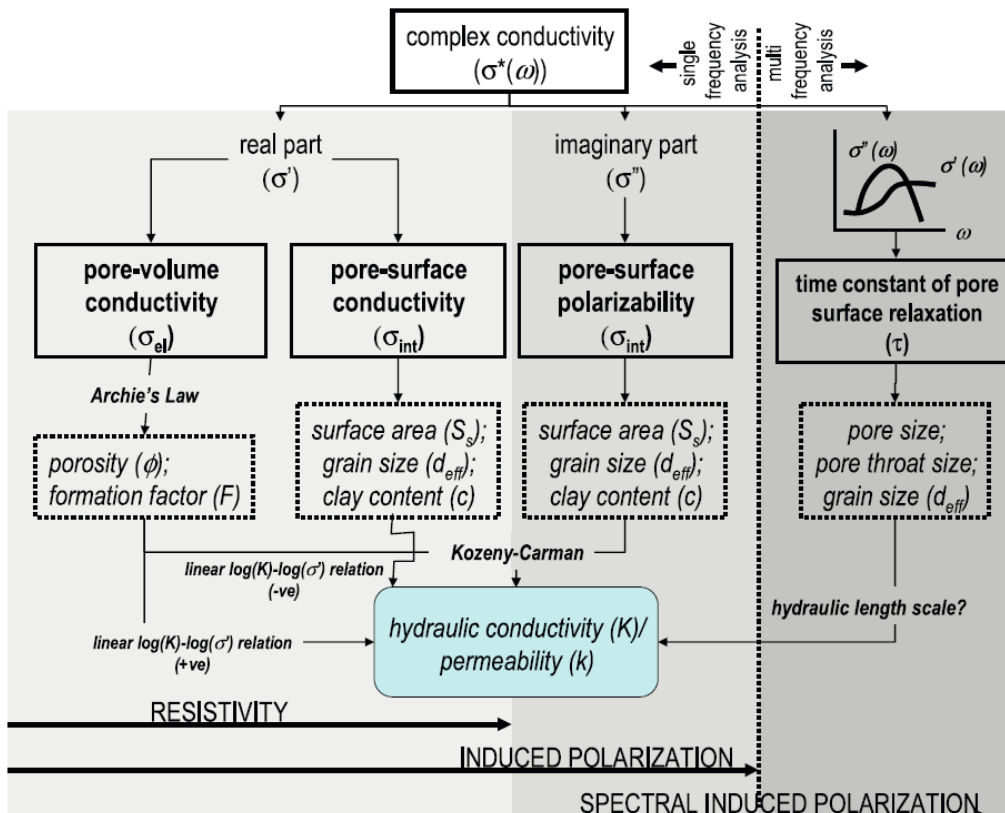 complex conductivity
(σ*(ω))
single
frequency
analysis
multi
frequency
analysis
real part
(σ')
imaginary part
(σ")
σ"(ω)
σ'(ω)
ω
pore-volume
conductivity
(σel)
pore-surface
conductivity
(σint)
pore-surface
polarizability
(σint)
time constant of pore
surface relaxation
(τ)
Archie's Law
porosity (ϕ);
formation factor (F)
surface area (Ss);
grain size (deff);
clay content (c)
surface area (Ss);
grain size (deff);
clay content (c)
pore size;
pore throat size;
grain size (deff)
Kozeny-Carman
linear log(K)-log(σ') relation
(-ve)
hydraulic length scale?
hydraulic conductivity (K)/
permeability (k)
linear log(K)-log(σ') relation
(+ve)
RESISTIVITY
INDUCED POLARIZATION
SPECTRAL INDUCED POLARIZATION